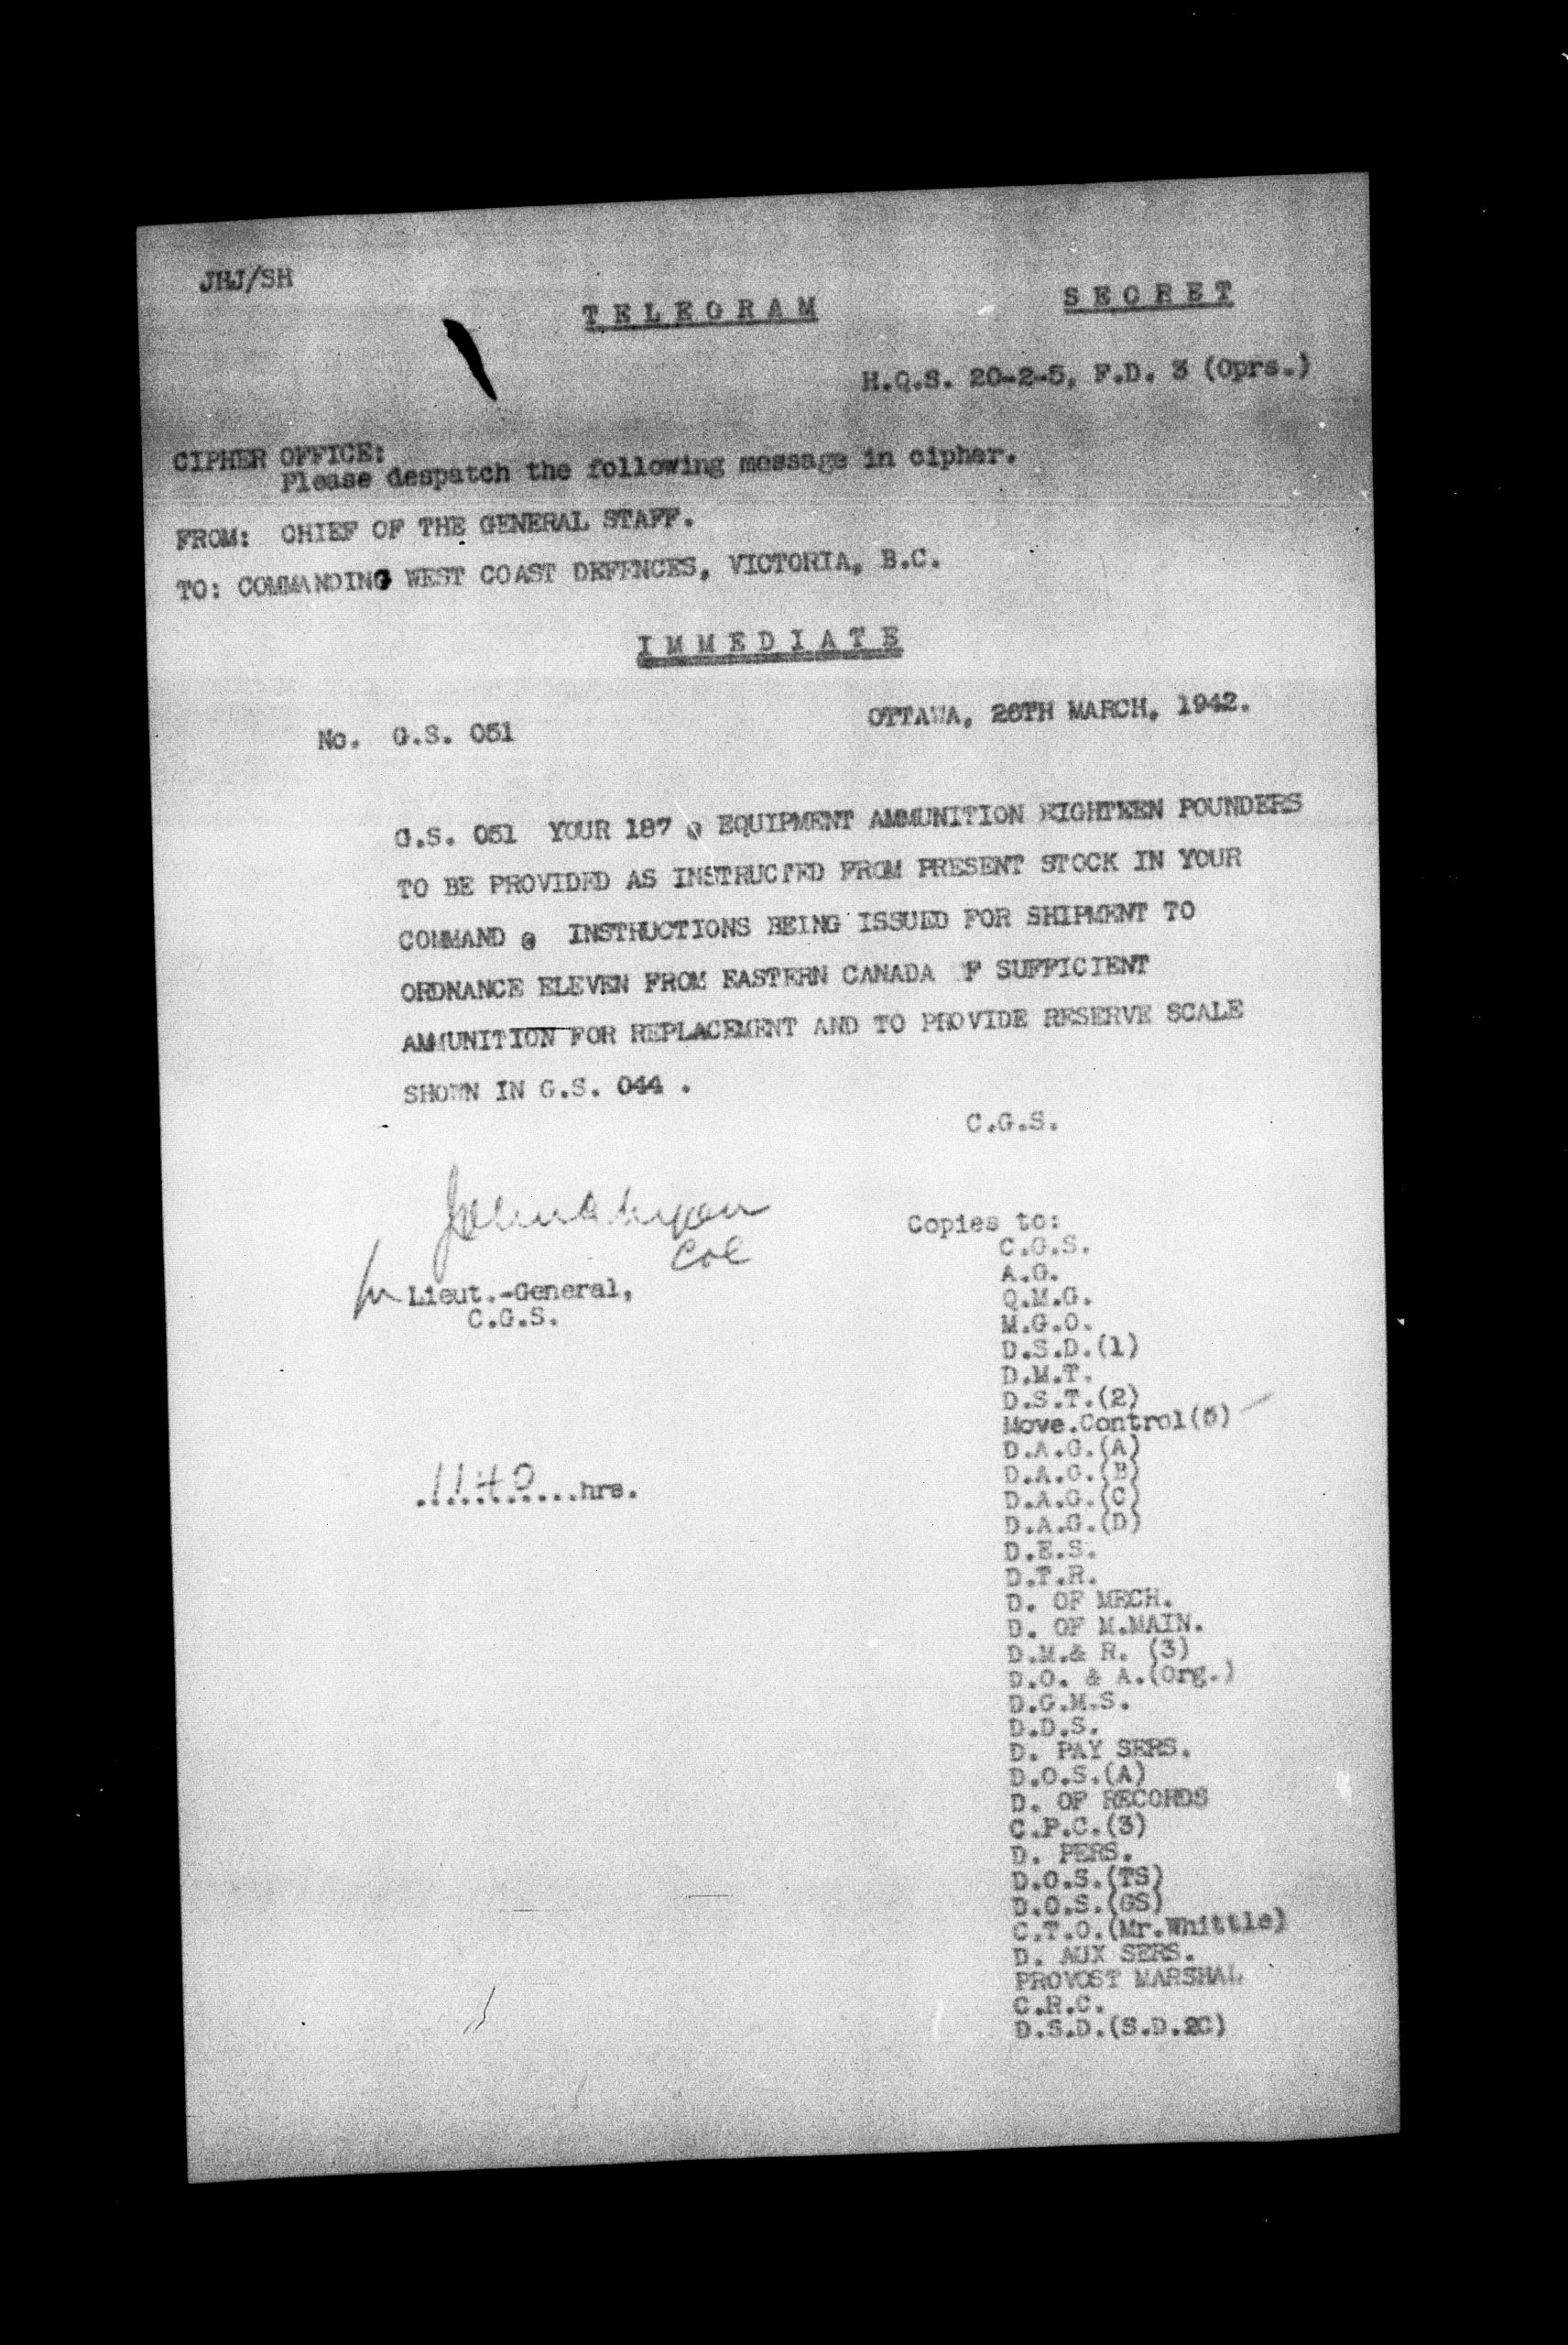 JHJ/SH
TELEGRAM
SECRET
H.Q.S. 20-2-5, F.D. 3 (Oprs.)
CIPHER OFFICE:
Please despatch the following message in cipher.
FROM: CHIEF OF THE GENERAL STAFF.
TO: COMMANDING WEST COAST DEFENCES, VICTORIA, B.C.
IMMEDIATE
No. G.S. 051
OTTAWA, 26TH MARCH, 1942.
G.S. 051 YOUR 187 @ EQUIPMENT AMMUNITION EIGHTEEN POUNDERS
TO BE PROVIDED AS INSTRUCTED FROM PRESENT STOCK IN YOUR
COMMAND @ INSTRUCTIONS BEING ISSUED FOR SHIPMENT TO
ORDNANCE ELEVEN FROM EASTERN CANADA OF SUFFICIENT
AMMUNITION FOR REPLACEMENT AND TO PROVIDE RESERVE SCALE
SHOWN IN G.S. 044 .
C.G.S.
Col
Lieut.-General,
C.G.S.
1140 hrs.
Copies to:
C.G.S.
A.G.
Q.M.G.
M.G.O.
D.S.D.(1)
D.M.T.
D.S.T.(2)
Move.Control(5)
D.A.G.(A)
D.A.G.(B)
D.A.G.(C)
D.A.G.(D)
D.E.S.
D.T.R.
D. OF MECH.
D. OF M.MAIN.
D.M.& R. (3)
D.O. & A.(Org.)
D.G.M.S.
D.D.S.
D. PAY SERS.
D.O.S.(A)
D. OF RECORDS
C.P.C.(3)
D. PERS.
D.O.S.(TS)
D.O.S.(GS)
C.T.O.(Mr.Whittle)
D. AUX SERS.
PROVOST MARSHAL
C.R.C.
D.S.D.(S.D.2C)